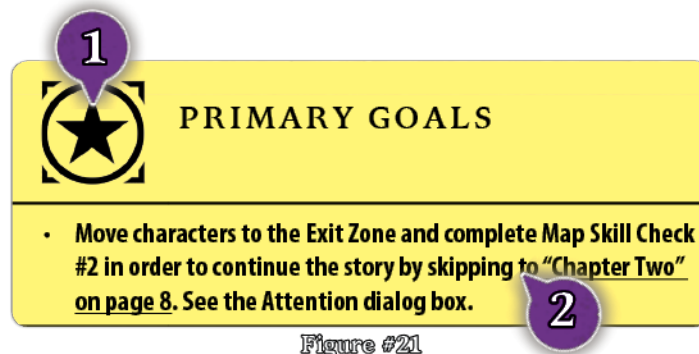 1
PRIMARY GOALS
• Move characters to the Exit Zone and complete Map Skill Check
#2 in order to continue the story by skipping to “Chapter Two”
on page 8. See the Attention dialog box.
2
Figure #21